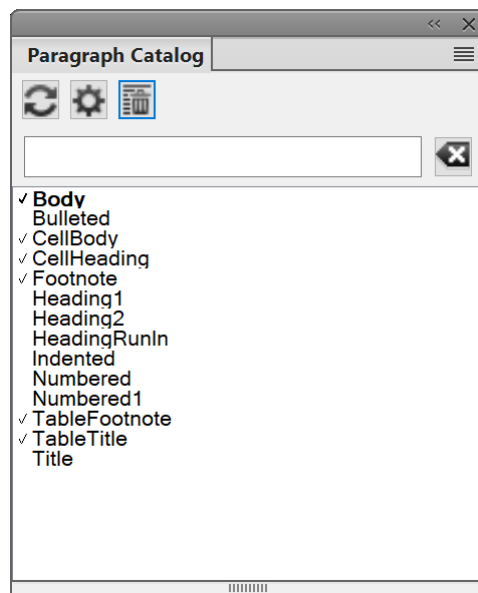 Paragraph Catalog
✓ Body
Bulleted
✓ CellBody
✓ CellHeading
✓ Footnote
Heading1
Heading2
HeadingRunIn
Indented
Numbered
Numbered1
✓ TableFootnote
✓ TableTitle
Title